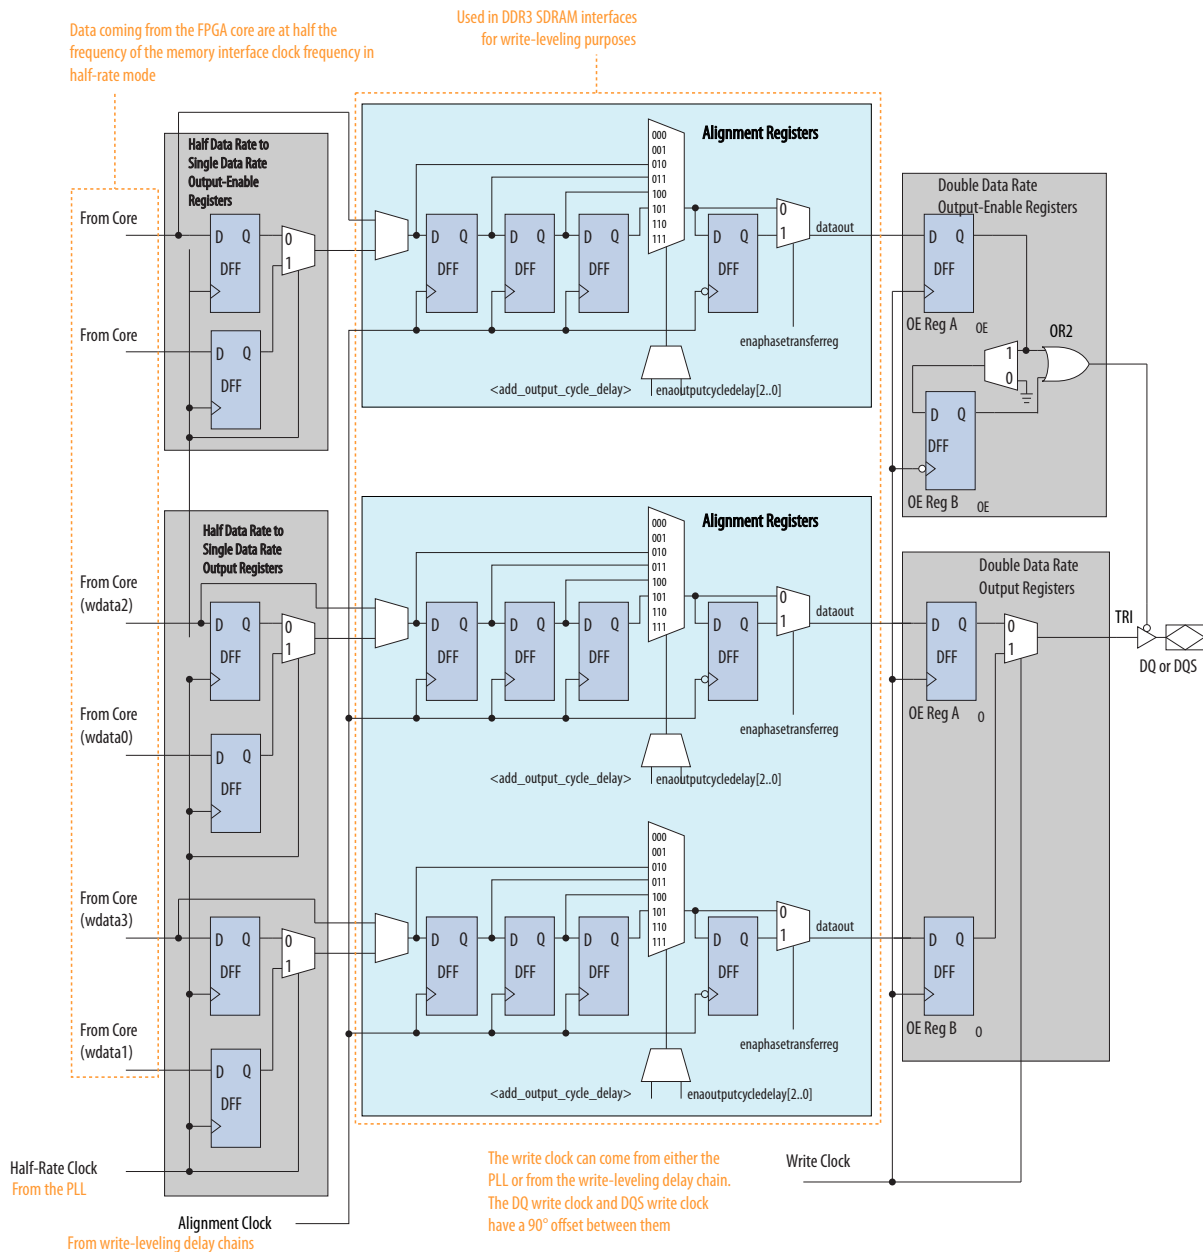 Used in DDR3 SDRAM interfaces
for write-leveling purposes
Data coming from the FPGA core are at half the
frequency of the memory interface clock frequency in
half-rate mode
Half Data Rate to
Single Data Rate
Output-Enable
Registers
From Core
D Q
DFF
0
1
From Core
D Q
DFF
Alignment Registers
000
001
010
011
100
101
110
111
D Q
DFF
D Q
DFF
D Q
DFF
D Q
DFF
0
1
dataout
enaphasetransferreg
<add_output_cycle_delay>
enaoutputcycledelay[2..0]
Double Data Rate
Output-Enable Registers
D Q
DFF
OE Reg A OE
OR2
1
0
D Q
DFF
OE Reg B OE
Half Data Rate to
Single Data Rate
Output Registers
From Core
(wdata2)
D Q
DFF
0
1
From Core
(wdata0)
D Q
DFF
Alignment Registers
000
001
010
011
100
101
110
111
D Q
DFF
D Q
DFF
D Q
DFF
D Q
DFF
0
1
dataout
enaphasetransferreg
<add_output_cycle_delay>
enaoutputcycledelay[2..0]
Double Data Rate
Output Registers
D Q
DFF
OE Reg A O
0
1
TRI
DQ or DQS
From Core
(wdata3)
D Q
DFF
0
1
From Core
(wdata1)
D Q
DFF
000
001
010
011
100
101
110
111
D Q
DFF
D Q
DFF
D Q
DFF
D Q
DFF
0
1
dataout
enaphasetransferreg
<add_output_cycle_delay>
enaoutputcycledelay[2..0]
D Q
DFF
OE Reg B O
Half-Rate Clock
From the PLL
Alignment Clock
From write-leveling delay chains
The write clock can come from either the
PLL or from the write-leveling delay chain.
The DQ write clock and DQS write clock
have a 90° offset between them
Write Clock